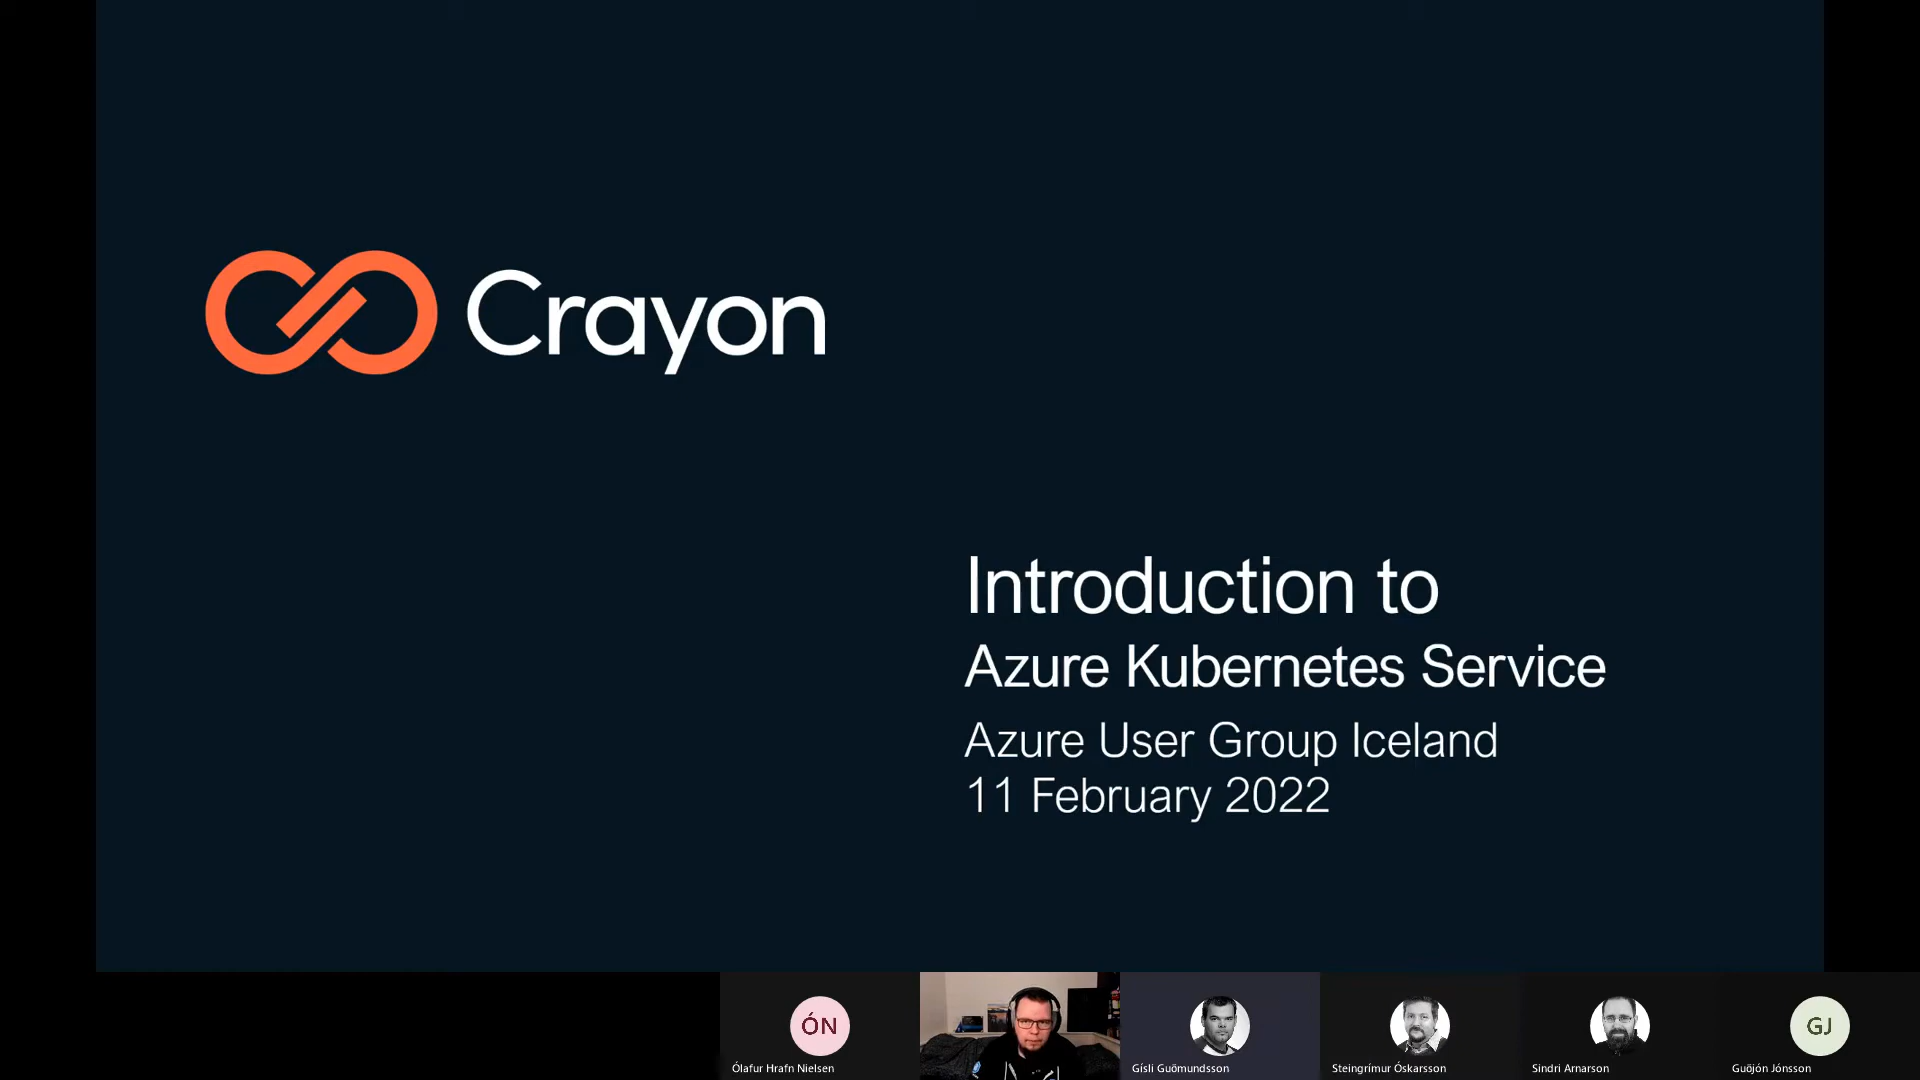 Crayon
Introduction to
Azure Kubernetes Service
Azure User Group Iceland
11 February 2022
ÓN
GJ
Ólafur Hrafn Nielsen
Gísli Guðmundsson
Steingrímur Óskarsson
Sindri Arnarson
Guðjón Jónsson